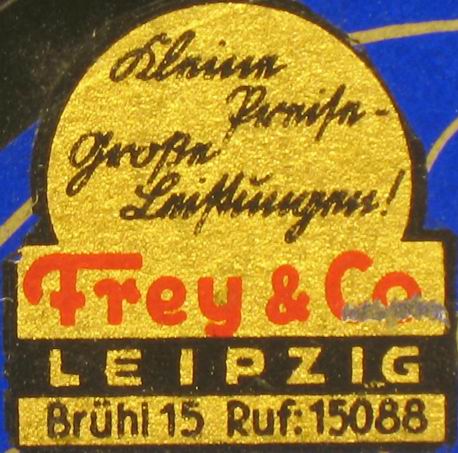 Kleine
Preise-
Große
Leistungen!
Frey & Co
LEIPZIG
Brühl 15 Ruf: 15088